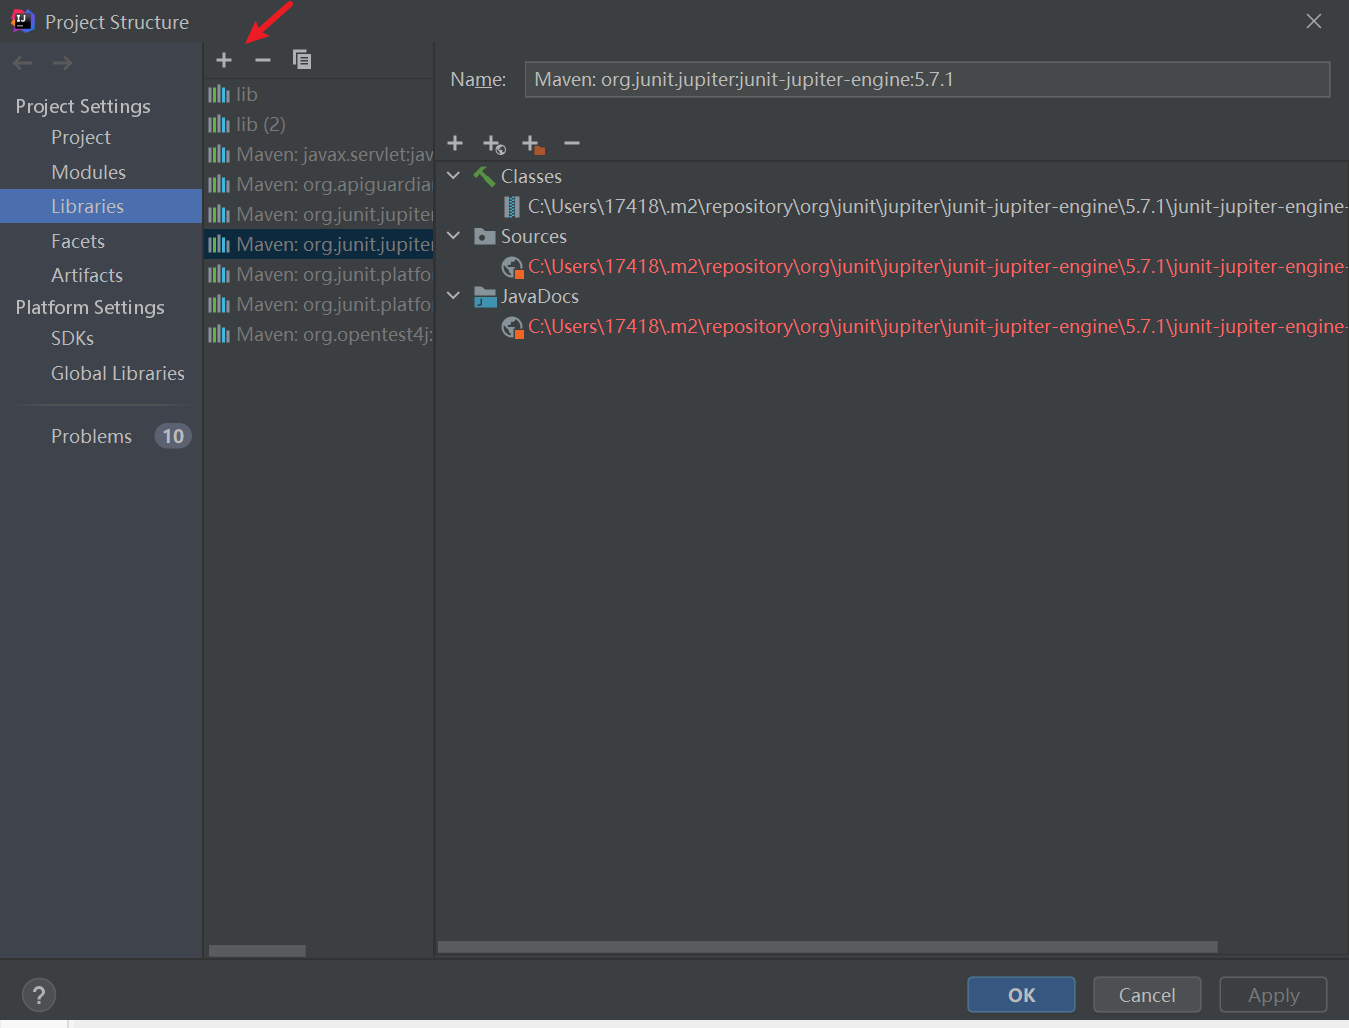 Project Structure
Project Settings
Project
Modules
Libraries
Facets
Artifacts
Platform Settings
SDKs
Global Libraries
Problems 10
lib
lib (2)
Maven: javax.servlet:jav
Maven: org.apiguardia
Maven: org.junit.jupiter
Maven: org.junit.jupiter
Maven: org.junit.platfo
Maven: org.junit.platfo
Maven: org.opentest4j:
Name: Maven: org.junit.jupiter:junit-jupiter-engine:5.7.1
Classes
C:\Users\17418\.m2\repository\org\junit\jupiter\junit-jupiter-engine\5.7.1\junit-jupiter-engine-
Sources
C:\Users\17418\.m2\repository\org\junit\jupiter\junit-jupiter-engine\5.7.1\junit-jupiter-engine-
JavaDocs
C:\Users\17418\.m2\repository\org\junit\jupiter\junit-jupiter-engine\5.7.1\junit-jupiter-engine-
?
OK
Cancel
Apply